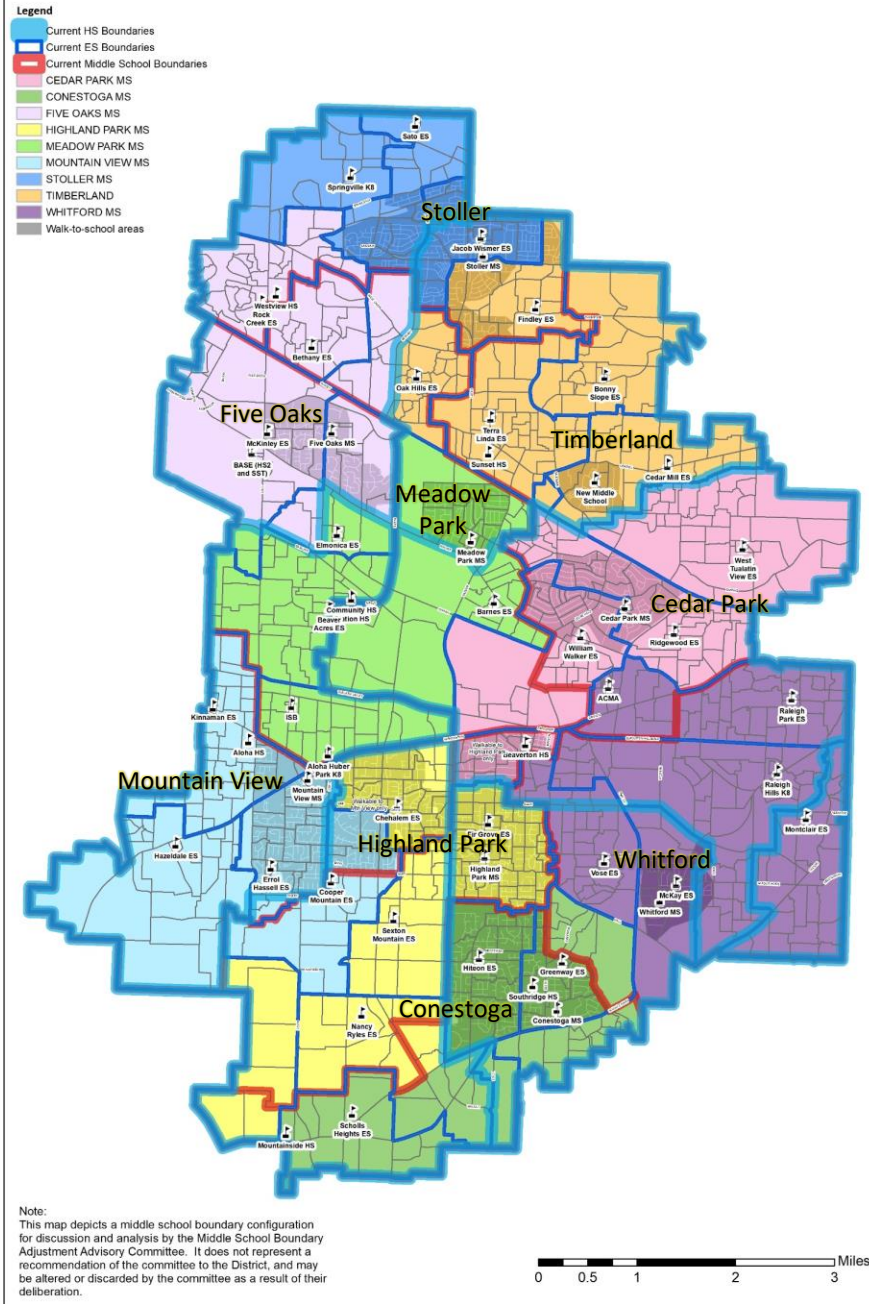 Legend
Current HS Boundaries
Current ES Boundaries
Current Middle School Boundaries
CEDAR PARK MS
CONESTOGA MS
FIVE OAKS MS
HIGHLAND PARK MS
MEADOW PARK MS
MOUNTAIN VIEW MS
STOLLER MS
TIMBERLAND
WHITFORD MS
Walk-to-school areas
Sato ES
Springville K8
Stoller
Jacob Wismer ES
Stoller MS
Westview HS
Rock
Creek ES
Findley ES
Bethany ES
Oak Hills ES
Bonny
Slope ES
Five Oaks
McKinley ES
Five Oaks MS
BASE (HS2
and SST)
Terra
Linda ES
Sunset HS
Timberland
Cedar Mill ES
New Middle
School
Meadow
Park
Elmonica ES
Meadow
Park MS
West
Tualatin
View ES
Community HS
Beaver
Acres ES
Barnes ES
Cedar Park
Cedar Park MS
William
Walker ES
Ridgewood ES
ACMA
Raleigh
Park ES
Kinnaman ES
ISB
Aloha HS
Aloha Huber
Park K8
Walkable to
Highland Park
only
Beaverton HS
Mountain View
Mountain
View MS
Raleigh
Hills K8
Walkable to
Mtn View only
Chehalem ES
Montclair ES
Highland Park
Fir Grove ES
Highland
Park MS
Hazeldale ES
Whitford
Vose ES
McKay ES
Whitford MS
Errol
Hassell ES
Cooper
Mountain ES
Sexton
Mountain ES
Hiteon ES
Greenway ES
Southridge HS
Conestoga MS
Conestoga
Nancy
Ryles ES
Scholls
Heights ES
Mountainside HS
Note:
This map depicts a middle school boundary configuration
for discussion and analysis by the Middle School Boundary
Adjustment Advisory Committee. It does not represent a
recommendation of the committee to the District, and may
be altered or discarded by the committee as a result of their
deliberation.
Miles
0 0.5 1 2 3